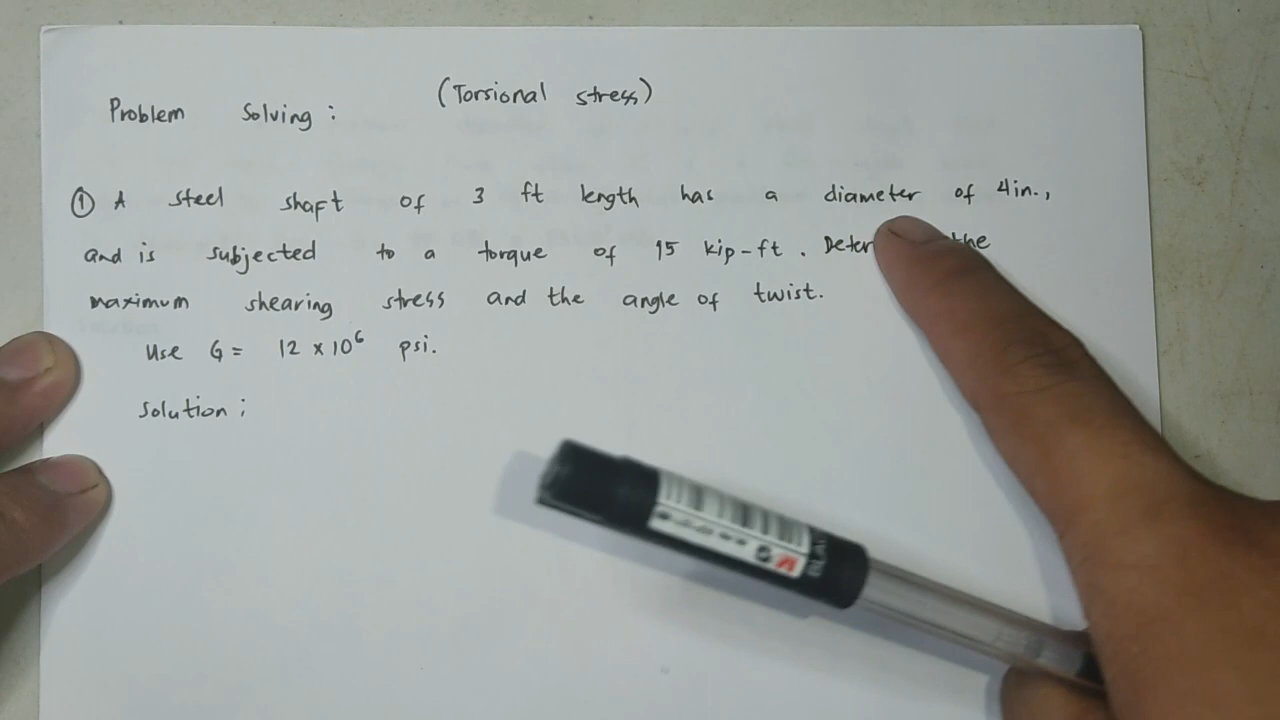 Problem Solving : (Torsional stress)
① A steel shaft of 3 ft length has a diameter of 4in.,
and is subjected to a torque of 15 kip-ft . the
maximum shearing stress and the angle of twist.
Use G = 12 x 10⁶ psi.
Solution :